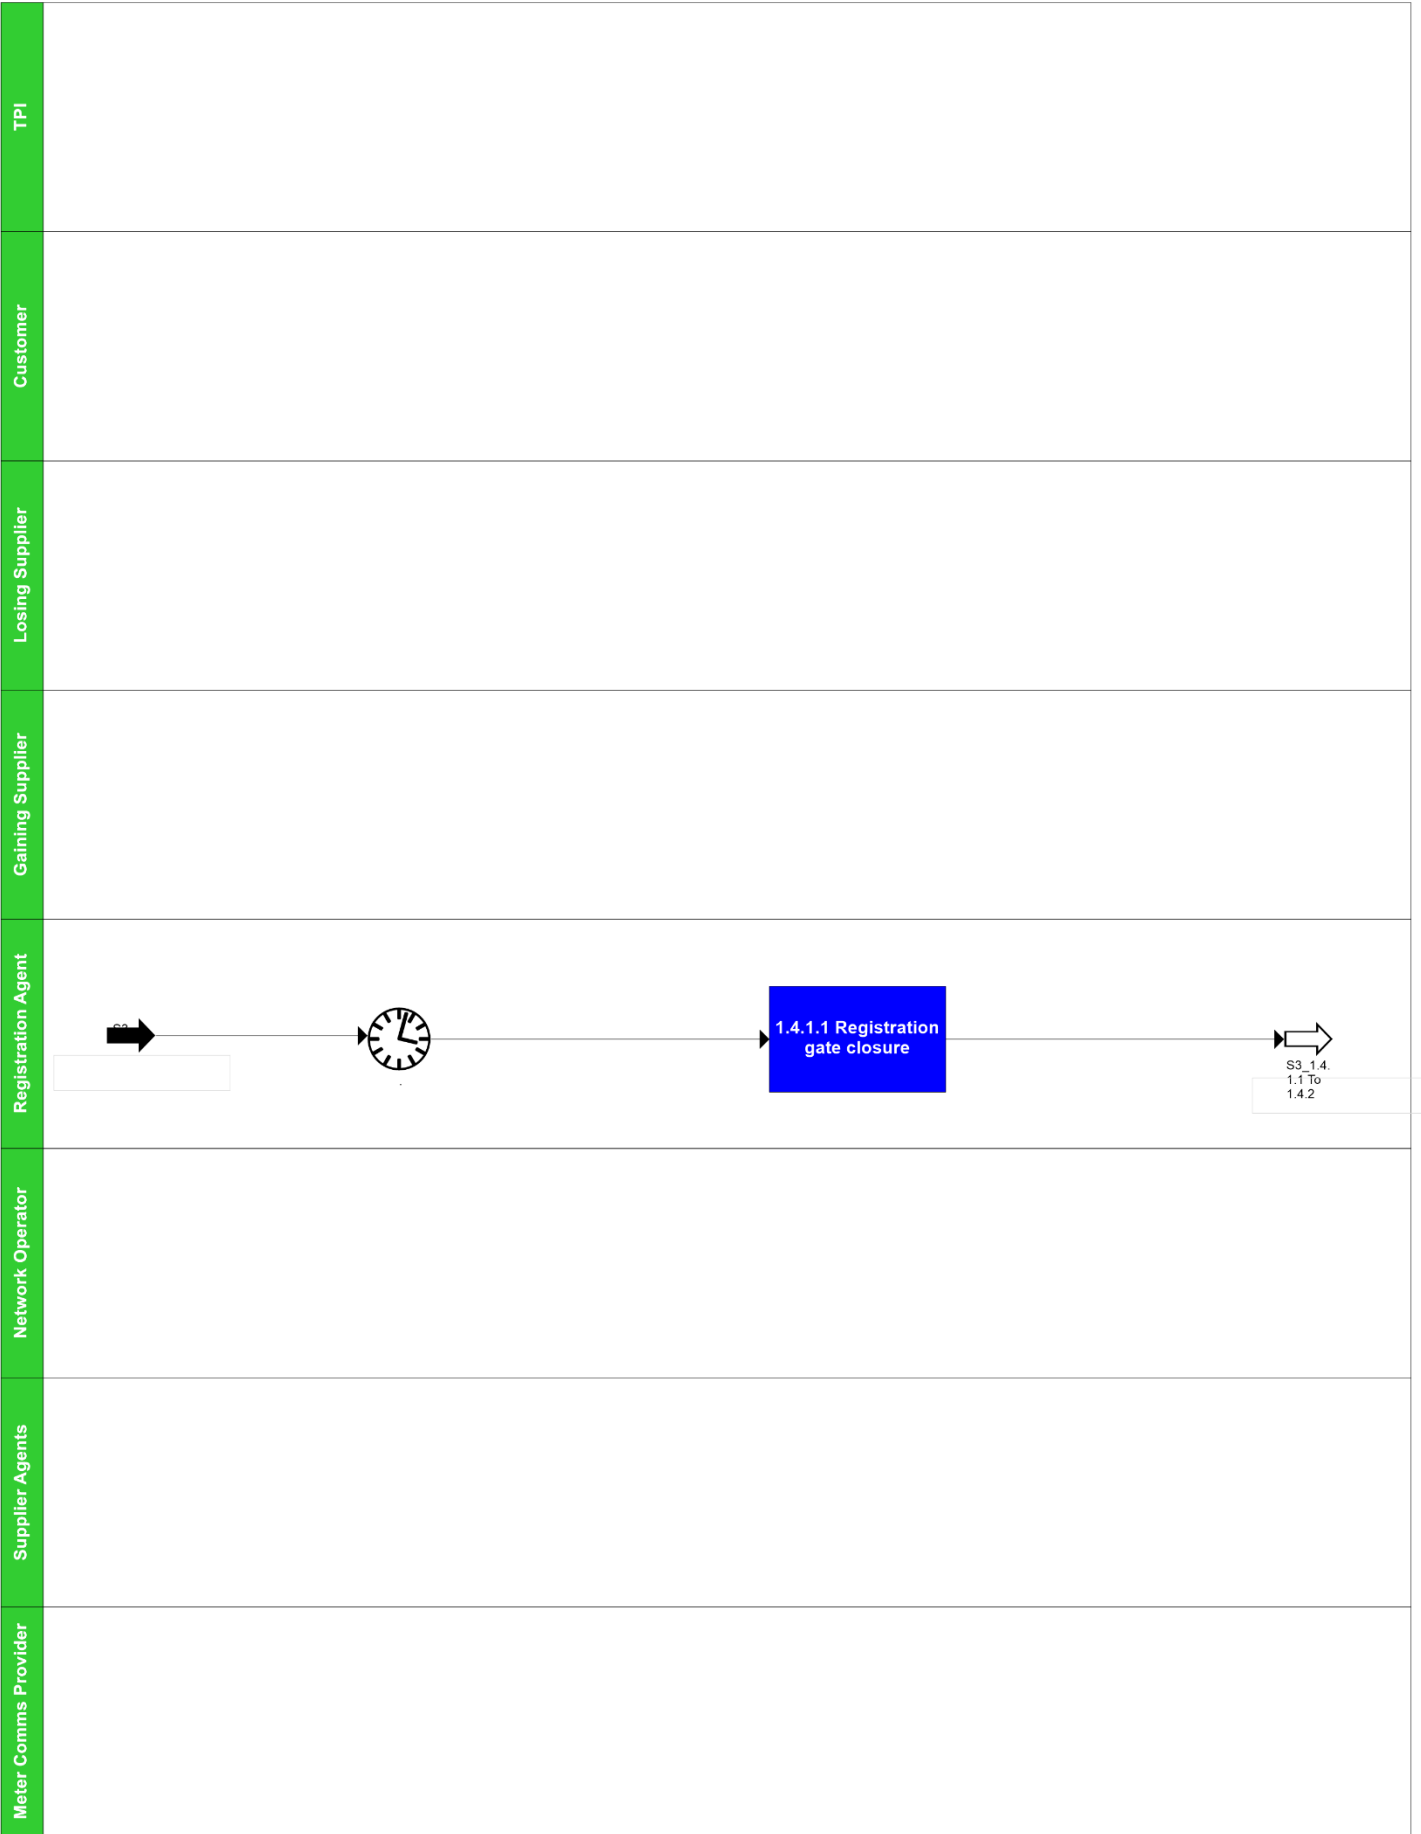 TPI
Customer
Losing Supplier
Gaining Supplier
Registration Agent
1.4.1.1 Registration
gate closure
S3_1.4.
1.1 To
1.4.2
Network Operator
Supplier Agents
Meter Comms Provider